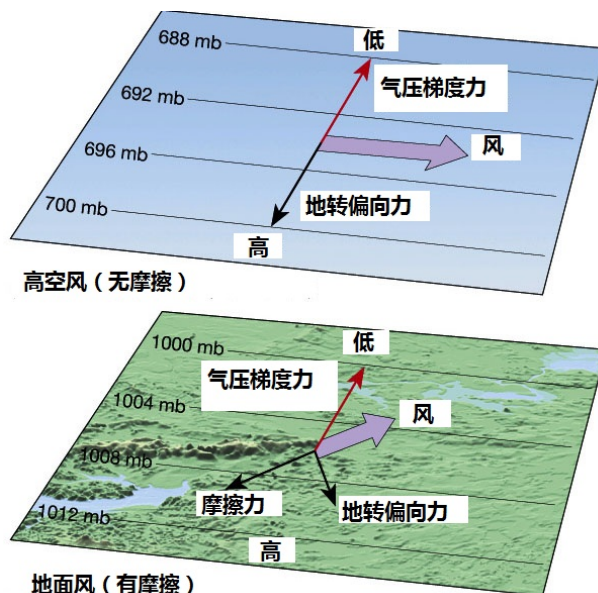 688 mb
低
692 mb
气压梯度力
696 mb
风
700 mb
地转偏向力
高
高空风（无摩擦）
1000 mb
低
气压梯度力
1004 mb
风
1008 mb
摩擦力
地转偏向力
1012 mb
高
地面风（有摩擦）